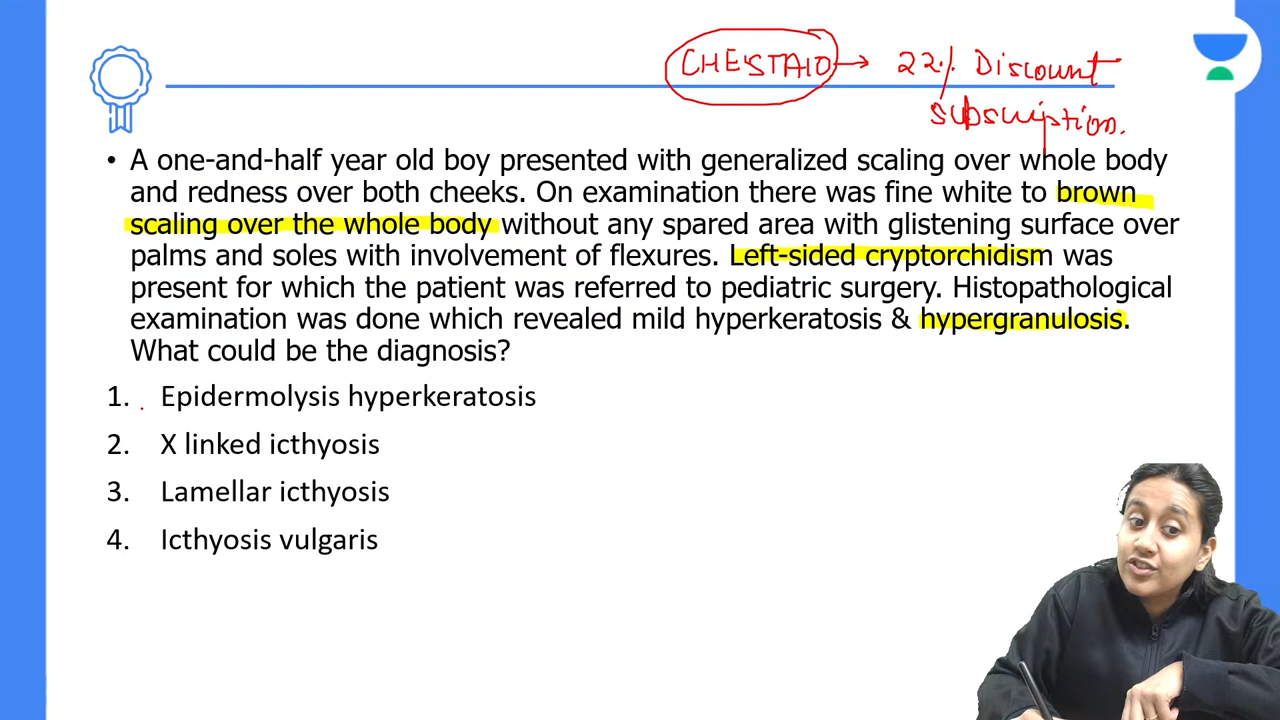 CHESTA10 → 22% Discount
subscription.
• A one-and-half year old boy presented with generalized scaling over whole body
and redness over both cheeks. On examination there was fine white to brown
scaling over the whole body without any spared area with glistening surface over
palms and soles with involvement of flexures. Left-sided cryptorchidism was
present for which the patient was referred to pediatric surgery. Histopathological
examination was done which revealed mild hyperkeratosis & hypergranulosis.
What could be the diagnosis?
1. Epidermolysis hyperkeratosis
2. X linked icthyosis
3. Lamellar icthyosis
4. Icthyosis vulgaris